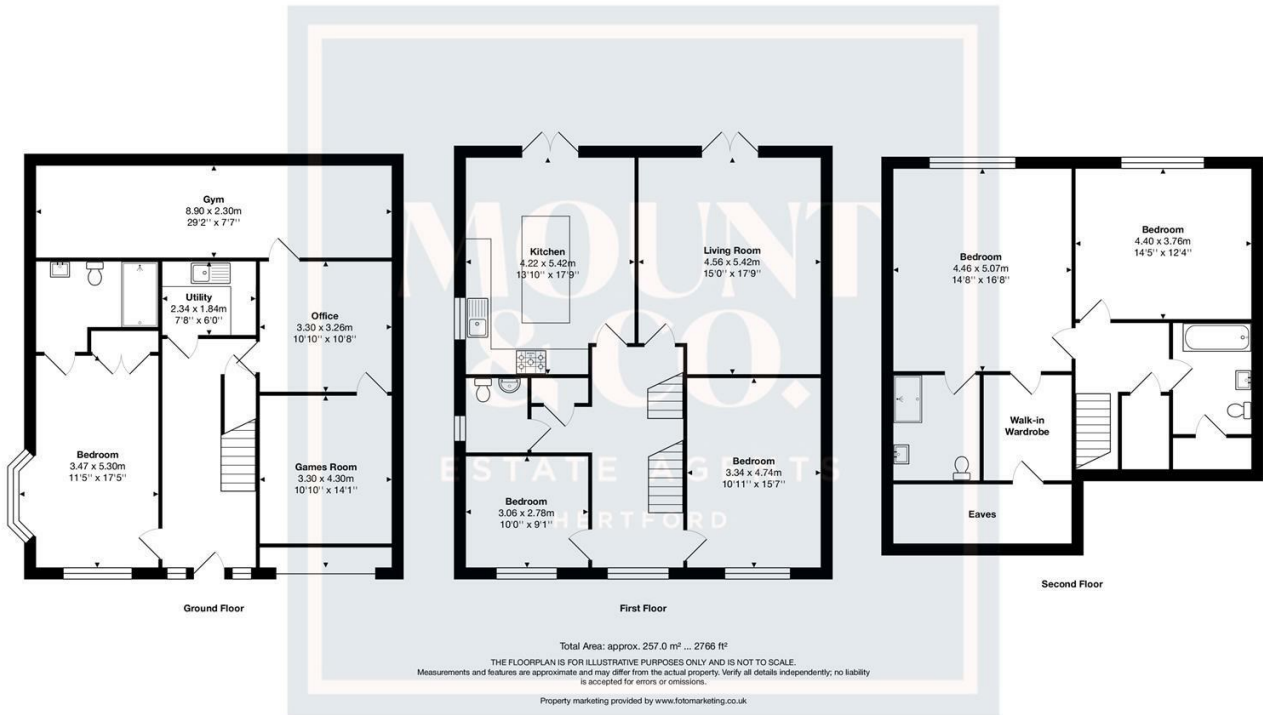 Gym
8.90 x 2.30m
29'2'' x 7'7''
Utility
2.34 x 1.84m
7'8'' x 6'0''
Office
3.30 x 3.26m
10'10'' x 10'8''
Bedroom
3.47 x 5.30m
11'5'' x 17'5''
Games Room
3.30 x 4.30m
10'10'' x 14'1''
Ground Floor
Kitchen
4.22 x 5.42m
13'10'' x 17'9''
Living Room
4.56 x 5.42m
15'0'' x 17'9''
Bedroom
3.06 x 2.78m
10'0'' x 9'1''
Bedroom
3.34 x 4.74m
10'11'' x 15'7''
First Floor
Bedroom
4.46 x 5.07m
14'8'' x 16'8''
Bedroom
4.40 x 3.76m
14'5'' x 12'4''
Walk-in
Wardrobe
Eaves
Second Floor
MOUNT
& CO.
ESTATE AGENTS
HERTFORD
Total Area: approx. 257.0 m² ... 2766 ft²
THE FLOORPLAN IS FOR ILLUSTRATIVE PURPOSES ONLY AND IS NOT TO SCALE.
Measurements and features are approximate and may differ from the actual property. Verify all details independently; no liability
is accepted for errors or omissions.
Property marketing provided by www.fotomarketing.co.uk